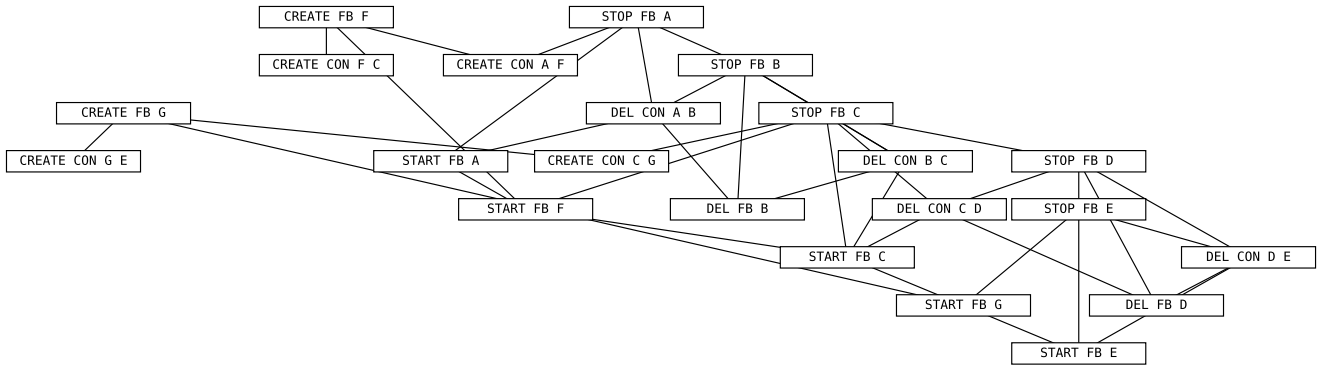 CREATE FB F
STOP FB A
CREATE CON F C
CREATE CON A F
STOP FB B
CREATE FB G
DEL CON A B
STOP FB C
CREATE CON G E
START FB A
CREATE CON C G
DEL CON B C
STOP FB D
START FB F
DEL FB B
DEL CON C D
STOP FB E
START FB C
DEL CON D E
START FB G
DEL FB D
START FB E